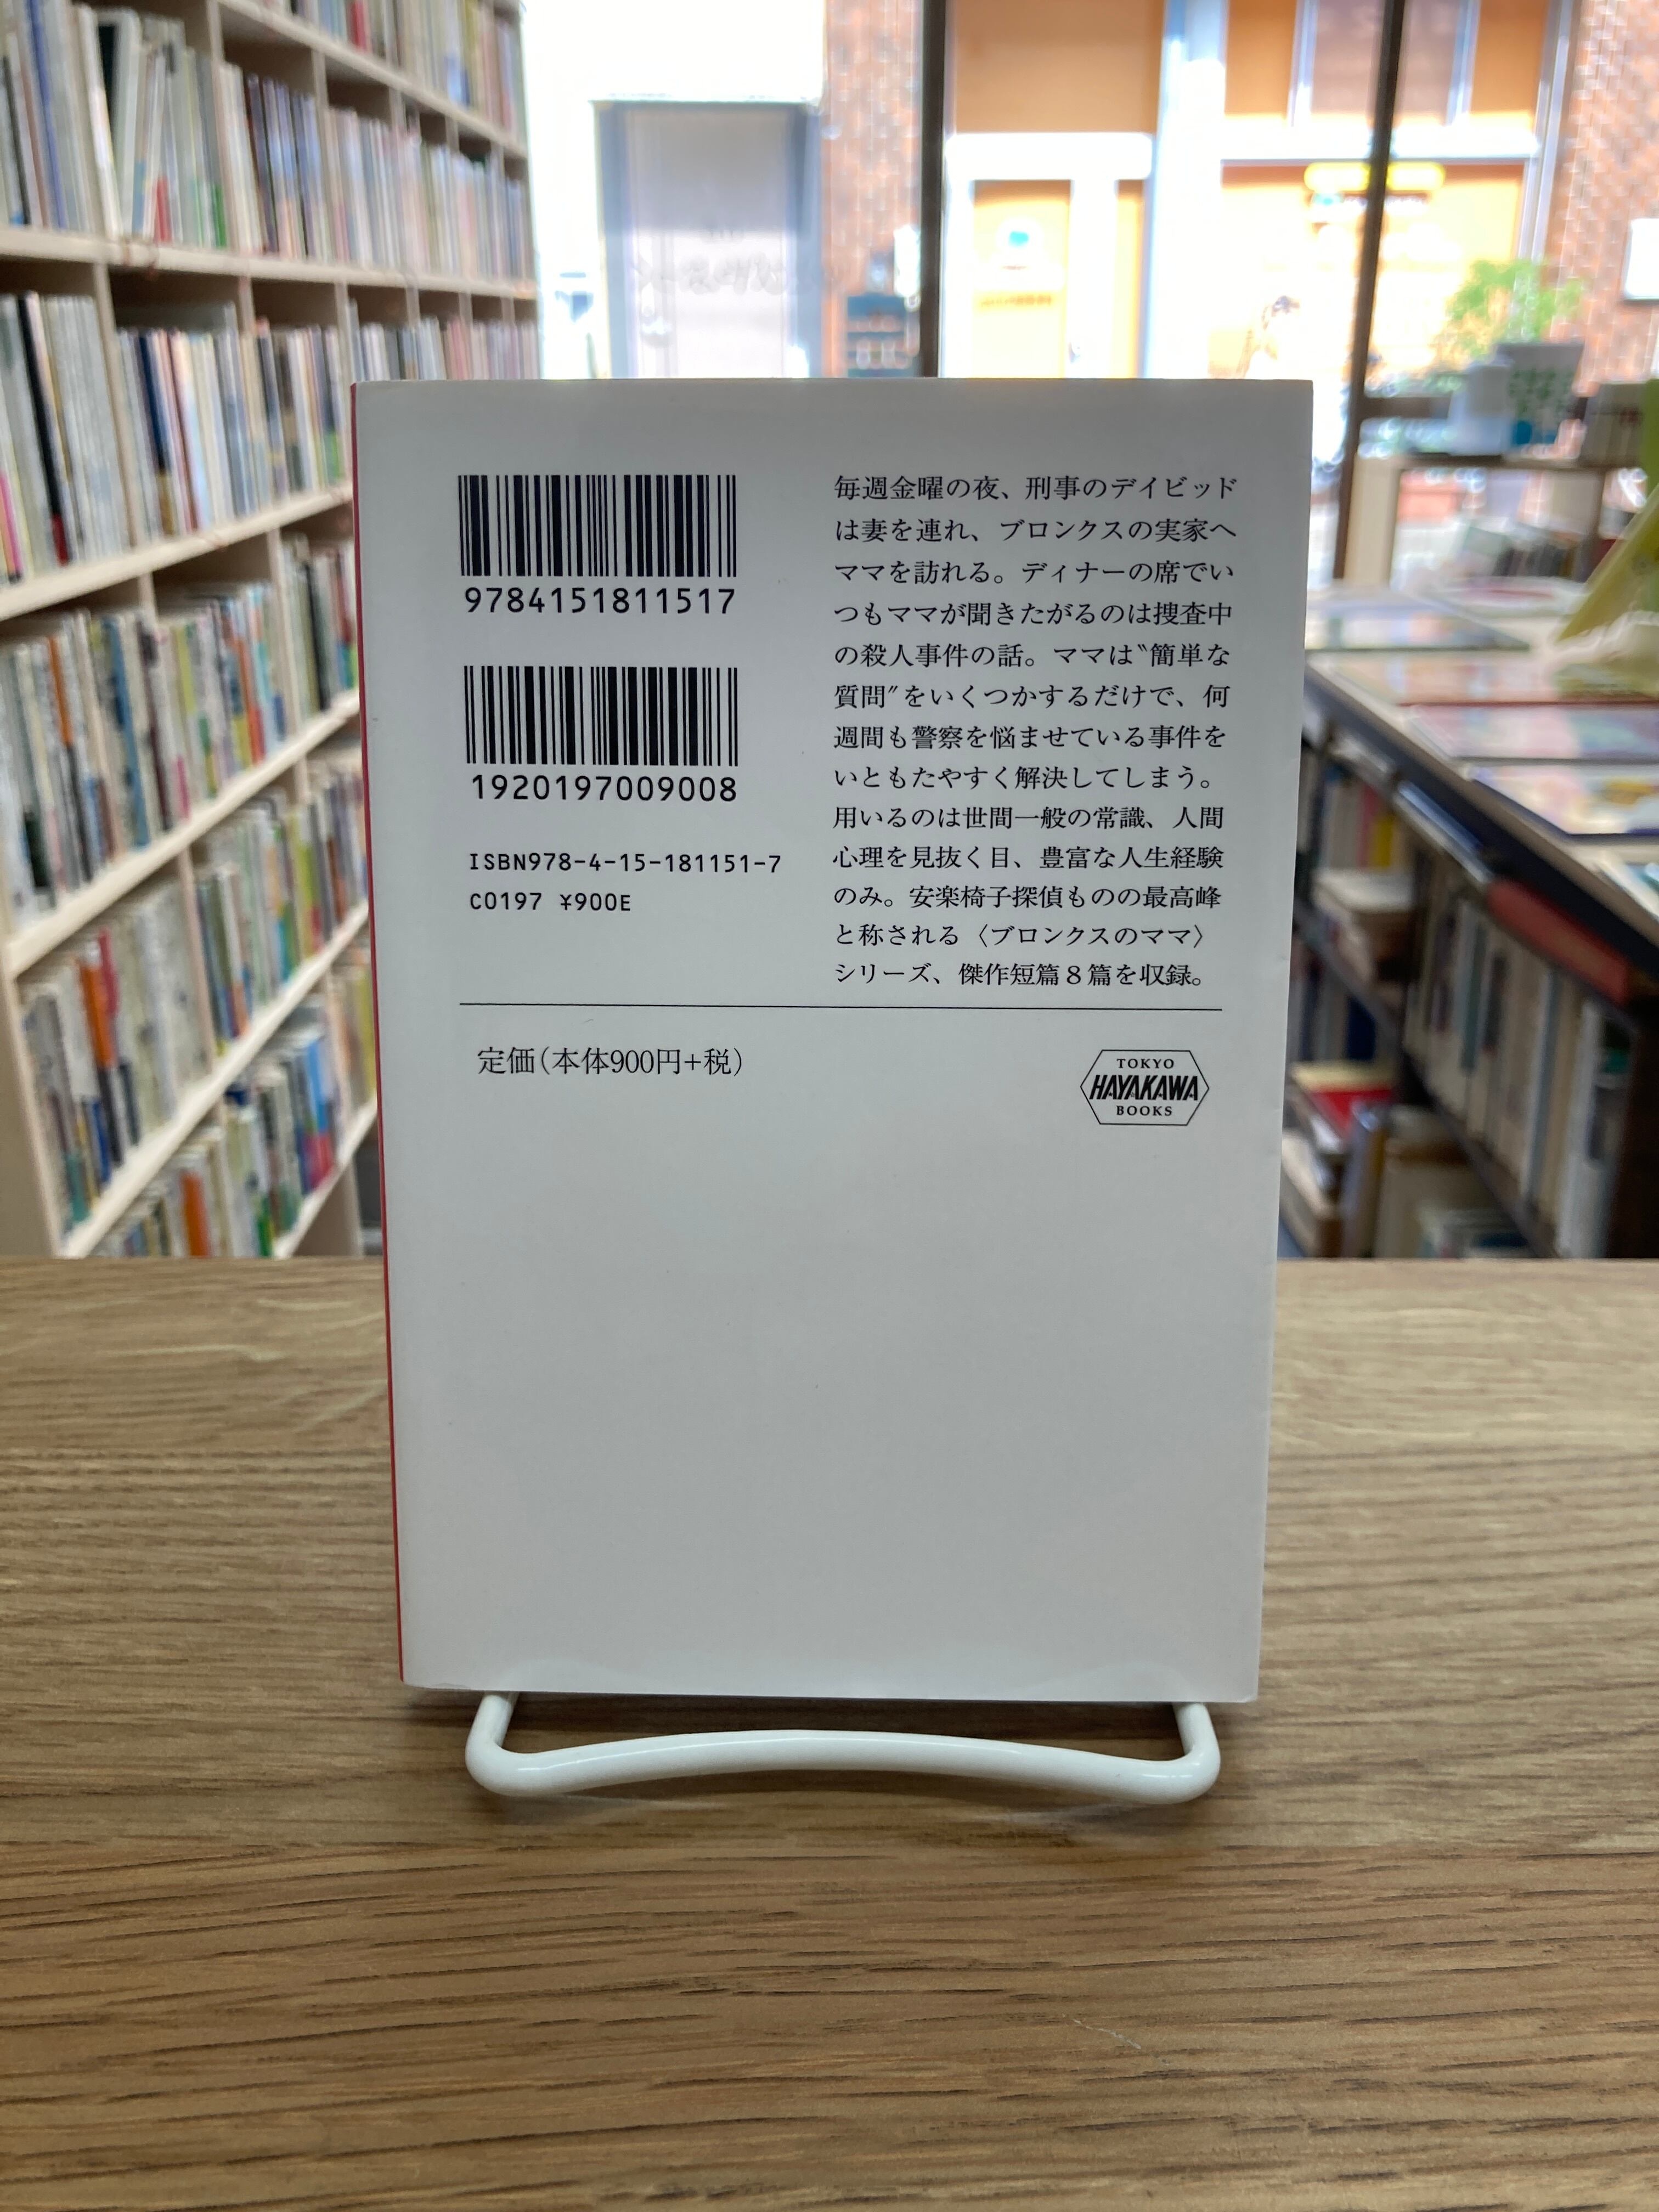 9784151811517
1920197009008
ISBN978-4-15-181151-7
C0197 ¥900E
毎週金曜の夜、刑事のデイビッド
は妻を連れ、ブロンクスの実家へ
ママを訪れる。ディナーの席でい
つもママが聞きたがるのは捜査中
の殺人事件の話。ママは〝簡単な
質問〟をいくつかするだけで、何
週間も警察を悩ませている事件を
いともたやすく解決してしまう。
用いるのは世間一般の常識、人間
心理を見抜く目、豊富な人生経験
のみ。安楽椅子探偵ものの最高峰
と称される〈ブロンクスのママ〉
シリーズ、傑作短篇8篇を収録。
定価(本体900円+税)
TOKYO
HAYAKAWA
BOOKS